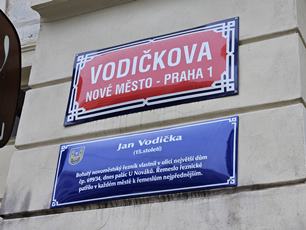 VODIČKOVA
NOVÉ MĚSTO - PRAHA 1
Jan Vodička
(15. století)
Bohatý novoměstský řezník vlastnil v ulici největší dům
čp. 699/34, dnes palác U Nováků. Řemeslo řeznické
patřilo v každém městě k řemeslům nejpřednějším.